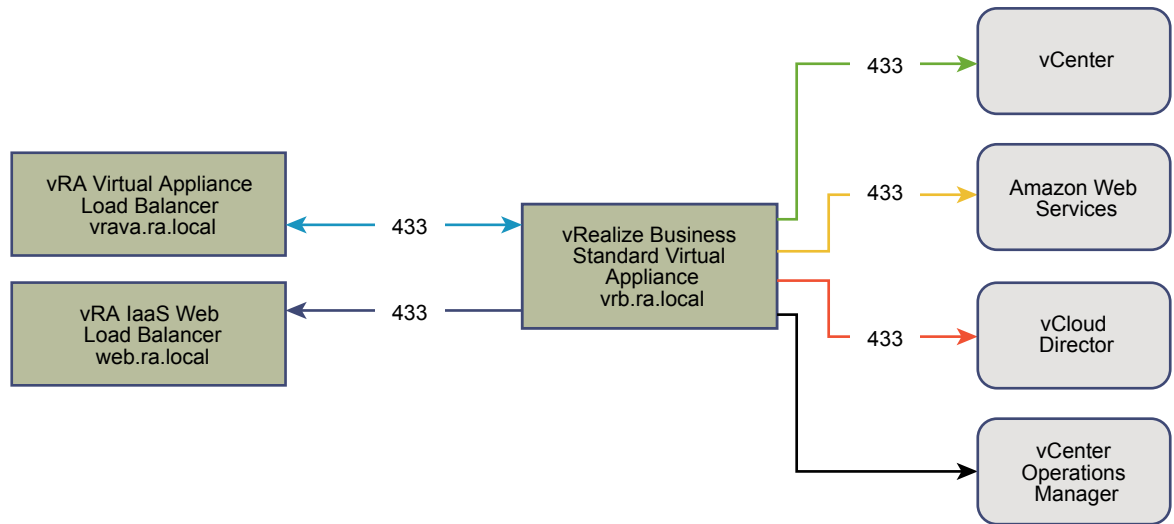 433
vCenter
vRA Virtual Appliance
Load Balancer
vrava.ra.local
433
433
Amazon Web
Services
vRealize Business
Standard Virtual
Appliance
vrb.ra.local
vRA IaaS Web
Load Balancer
web.ra.local
433
433
vCloud
Director
vCenter
Operations
Manager